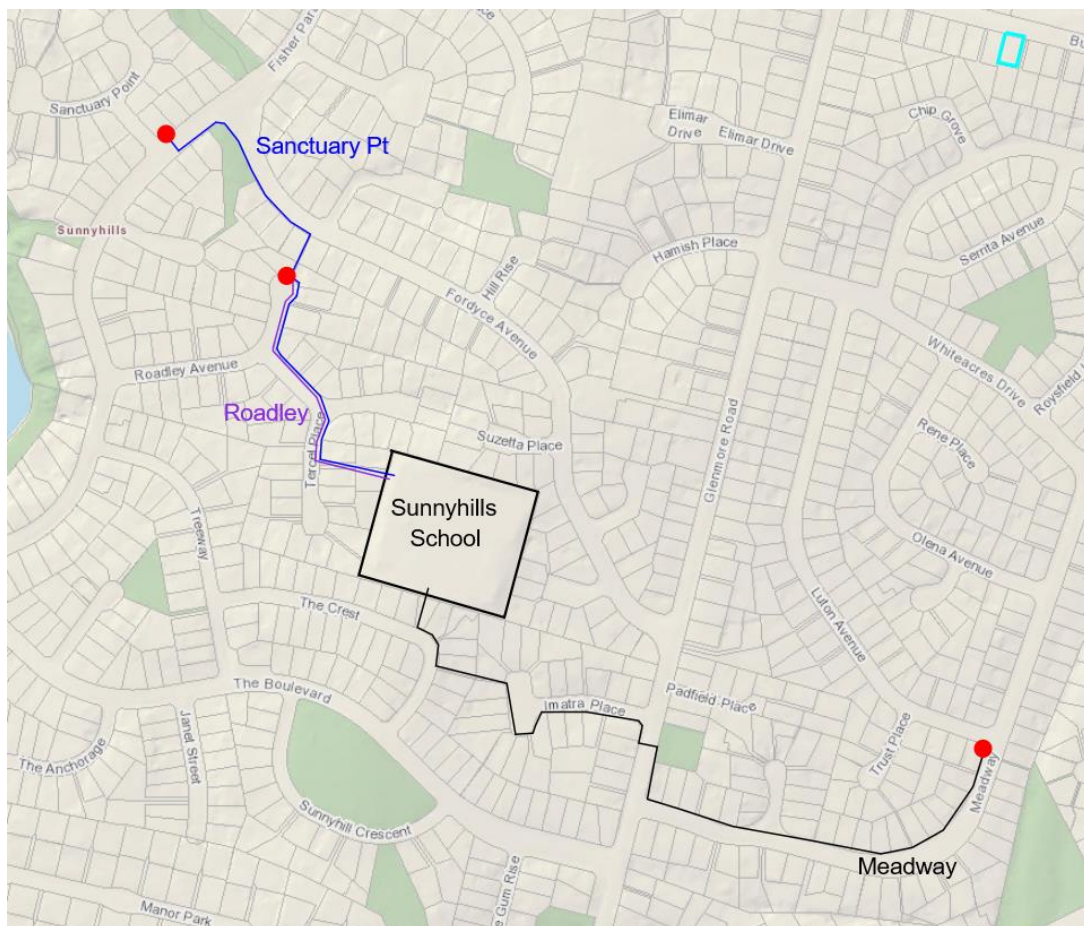 Fisher Par
Sanctuary Point
Chip Grove
Elimar
Drive
Elimar Drive
Sanctuary Pt
Sunnyhills
Serrita Avenue
Hamish Place
Hill Rise
Fordyce Avenue
Whiteacres Drive
Roadley Avenue
Roysfield
Roadley
Glenmore Road
Rene Place
Suzetta Place
Tercel Place
Sunnyhills
School
Treeway
Olena Avenue
Luton Avenue
The Crest
The Boulevard
Padfield Place
Imatra Place
Janet Street
Trust Place
The Anchorage
Meadway
Sunnyhill Crescent
Meadway
e Gum Rise
Manor Park